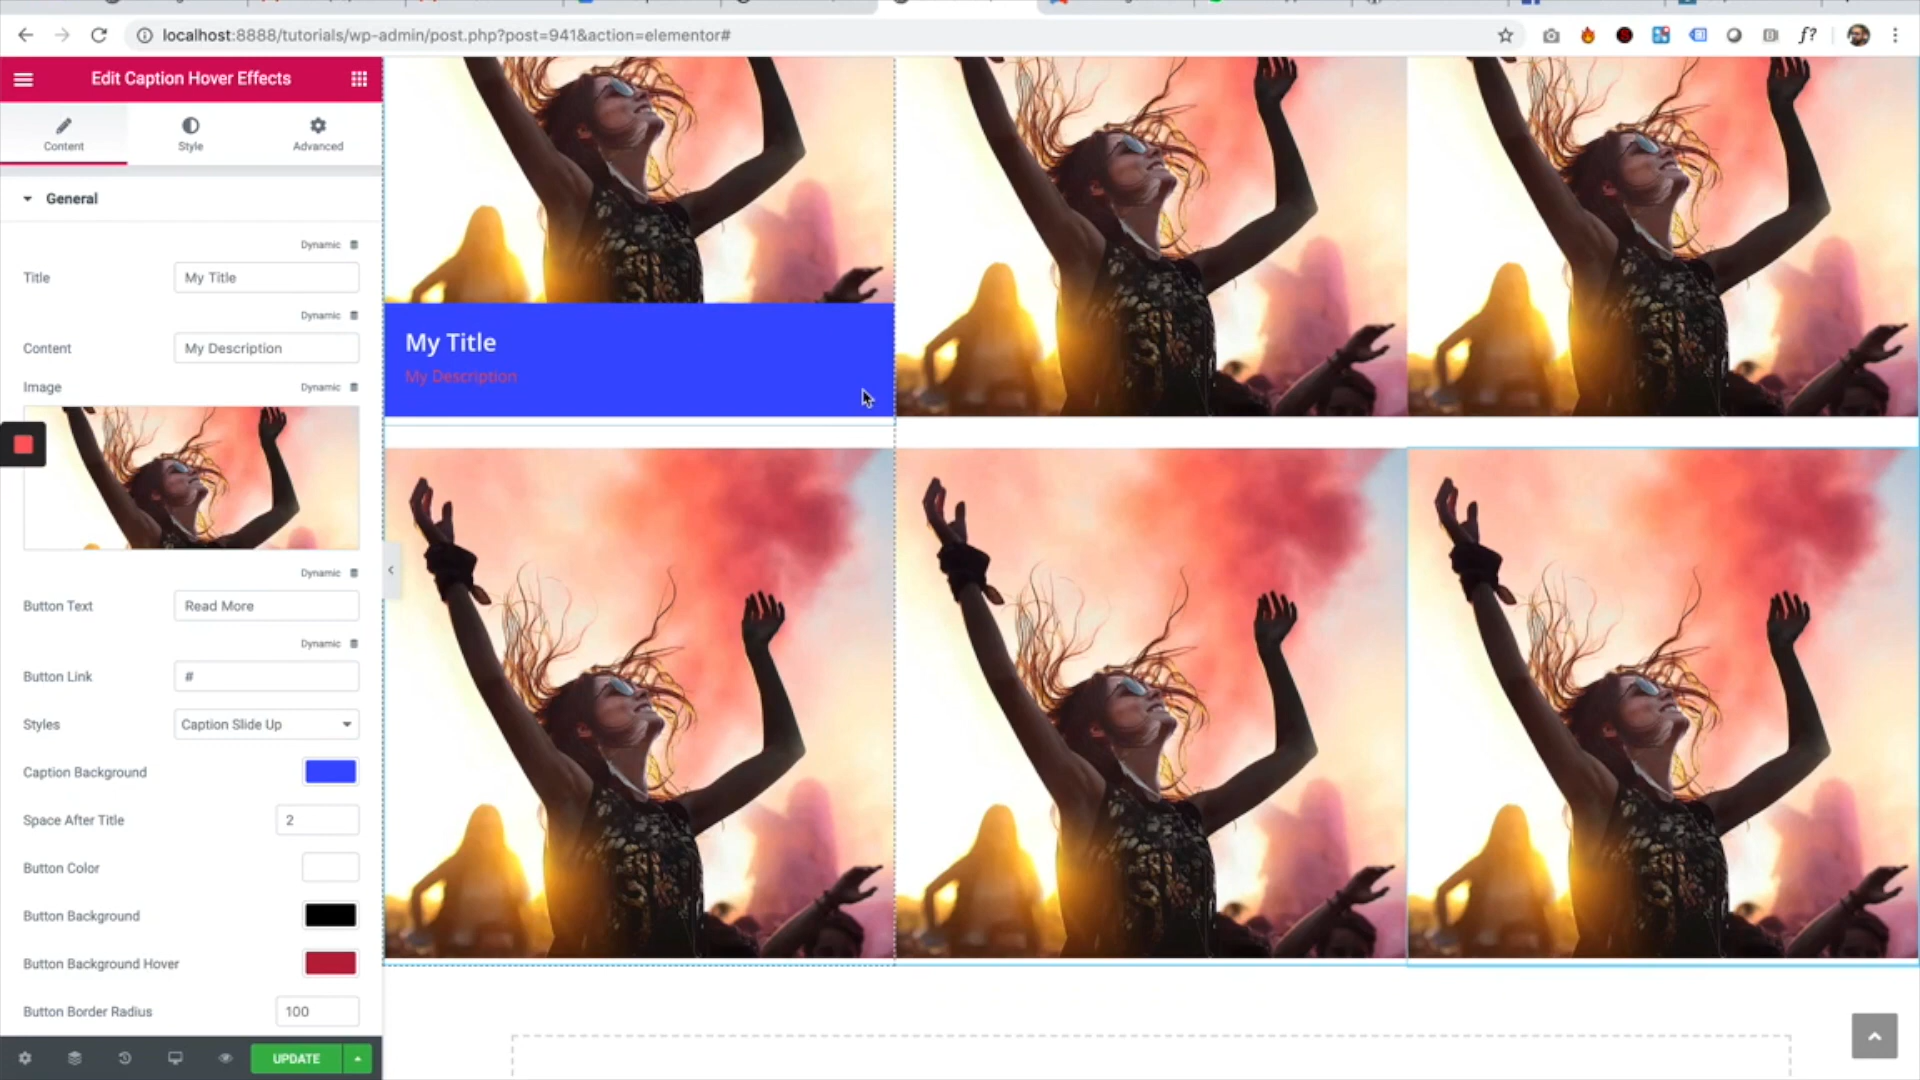 localhost:8888/tutorials/wp-admin/post.php?post=941&action=elementor#
f?
Edit Caption Hover Effects
Content
Style
Advanced
General
Dynamic
Title
My Title
Dynamic
Content
My Description
Image
Dynamic
Dynamic
Button Text
Read More
Dynamic
Button Link
#
Styles
Caption Slide Up
Caption Background
Space After Title
2
Button Color
Button Background
Button Background Hover
Button Border Radius
100
UPDATE
My Title
My Description